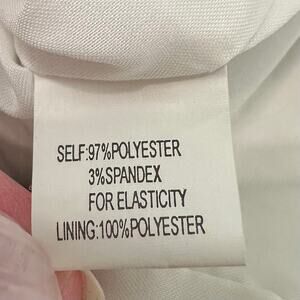 SELF:97%POLYESTER
3%SPANDEX
FOR ELASTICITY
LINING:100%POLYESTER